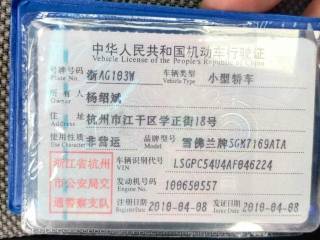 中华人民共和国机动车行驶证
Vehicle License of the People's Republic of China
号牌号码 浙AG103W 车辆类型 小型轿车
Plate No. Vehicle Type
所有人 杨绍斌
Owner
住址 杭州市江干区学正街18号
Address
使用性质 非营运 品牌型号 雪佛兰牌SGM7169ATA
Use Character Model
浙江省杭州市公安局交通警察支队
车辆识别代号 LSGPC54U4AF046224
VIN
发动机号码 100650557
Engine No.
注册日期 2010-04-08 发证日期 2010-04-08
Register Date Issue Date